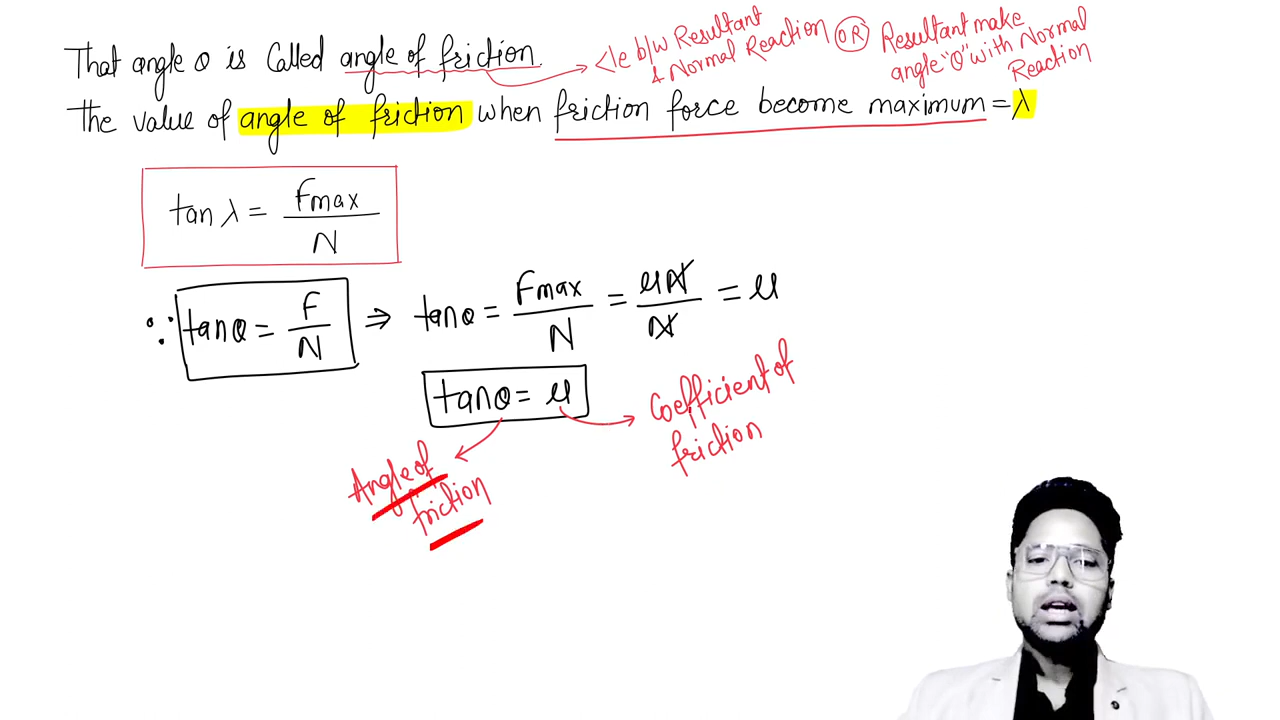 That angle θ is Called angle of friction.
<le b/w Resultant
& Normal Reaction
OR
Resultant make
angle "θ" with Normal
Reaction
The value of angle of friction when friction force become maximum = λ
tan λ = Fmax / N
∵ tanθ = F / N ⇒ tanθ = Fmax / N = μN / N = μ
tanθ = μ
Coefficient of
friction
Angle of
friction